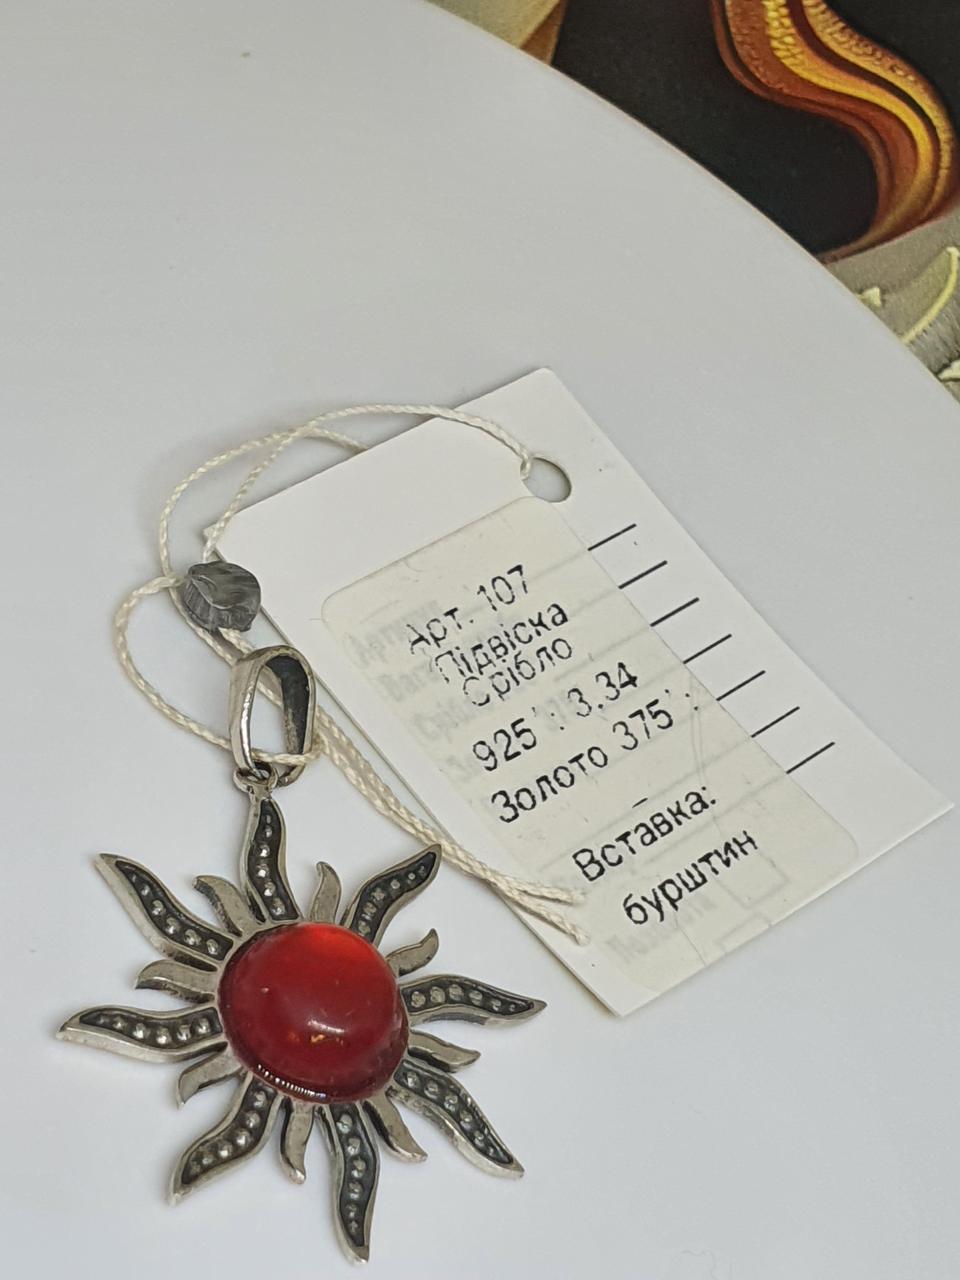 Арт. 107
Підвіска
Срібло
925°: 3,34
Золото 375°:
–
Вставка:
бурштин